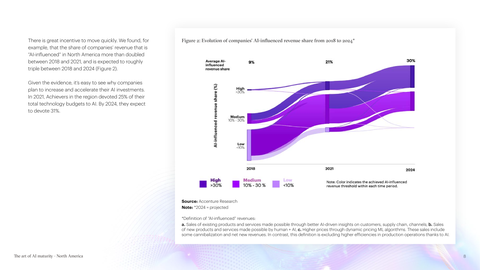 There is great incentive to move quickly. We found, for
example, that the share of companies' revenue that is
"AI-influenced" in North America more than doubled
between 2018 and 2021, and is expected to roughly
triple between 2018 and 2024 (Figure 2).
Given the evidence, it's easy to see why companies
plan to increase and accelerate their AI investments.
In 2021, Achievers in the region devoted 25% of their
total technology budgets to AI. By 2024, they expect
to devote 31%.
Figure 2: Evolution of companies' AI-influenced revenue share from 2018 to 2024*
Average AI-
influenced
revenue share
9%
21%
30%
AI-influenced revenue share (%)
High
>30%
Medium
10% - 30%
Low
<10%
2018
2021
2024
High
>30%
Medium
10% - 30 %
Low
<10%
Note: Color indicates the achieved AI-influenced
revenue threshold within each time period.
Source: Accenture Research
Note: *2024 = projected
*Definition of "AI-influenced" revenues:
a. Sales of existing products and services made possible through better AI-driven insights on customers, supply chain, channels, b. Sales
of new products and services made possible by human + AI, c. Higher prices through dynamic pricing ML algorithms. These sales include
some cannibalization and net new revenues. In contrast, this definition is excluding higher efficiencies in production operations thanks to AI.
The art of AI maturity - North America